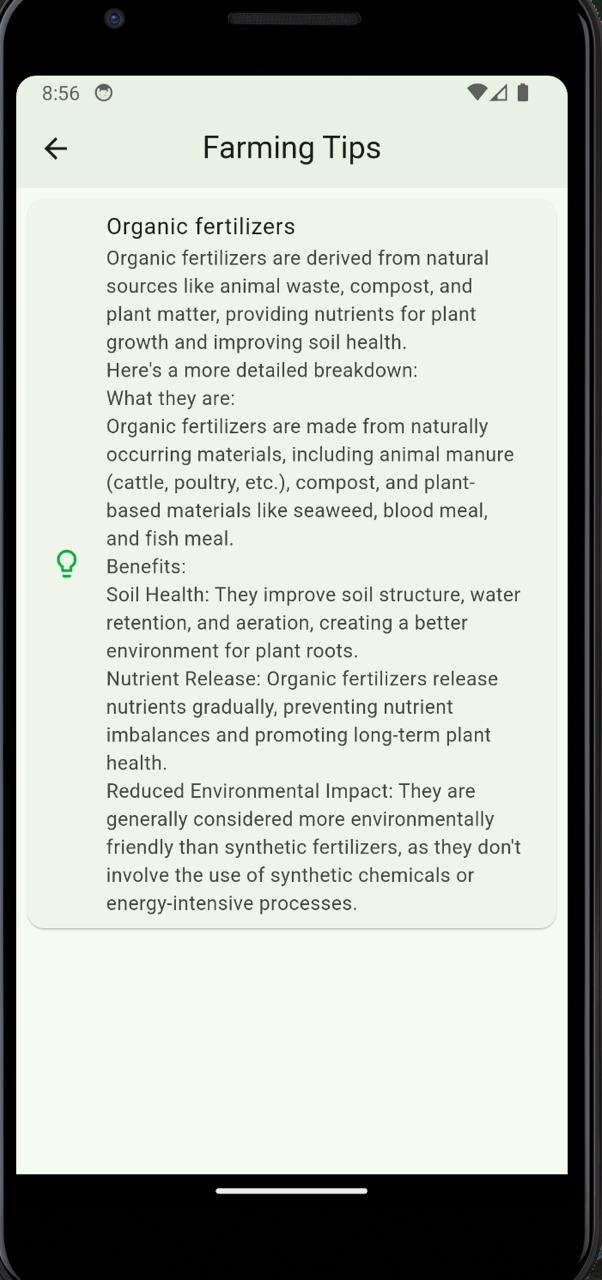 8:56
Farming Tips
Organic fertilizers
Organic fertilizers are derived from natural
sources like animal waste, compost, and
plant matter, providing nutrients for plant
growth and improving soil health.
Here's a more detailed breakdown:
What they are:
Organic fertilizers are made from naturally
occurring materials, including animal manure
(cattle, poultry, etc.), compost, and plant-
based materials like seaweed, blood meal,
and fish meal.
Benefits:
Soil Health: They improve soil structure, water
retention, and aeration, creating a better
environment for plant roots.
Nutrient Release: Organic fertilizers release
nutrients gradually, preventing nutrient
imbalances and promoting long-term plant
health.
Reduced Environmental Impact: They are
generally considered more environmentally
friendly than synthetic fertilizers, as they don't
involve the use of synthetic chemicals or
energy-intensive processes.